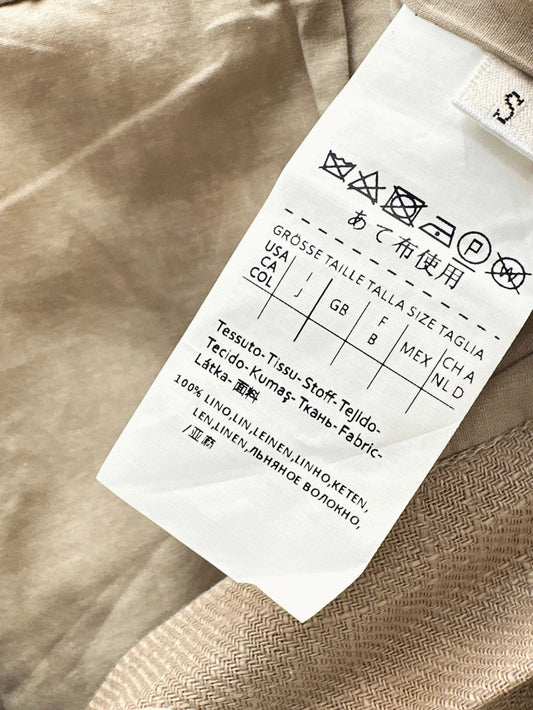 S
あて布使用
GRÖSSE TAILLE TALLA SIZE TAGLIA
USA CA COL
I J
GB
F B
MEX
CH A NL D
Tessuto-Tissu-Stoff-Tejido-
Tecido-Kumaş-Ткань-Fabric-
Látka-面料
100% LINO,LIN,LEINEN,LINHO,KETEN,
LEN,LINEN,ЛЬНЯНОЕ ВОЛОКНО,
/亚麻